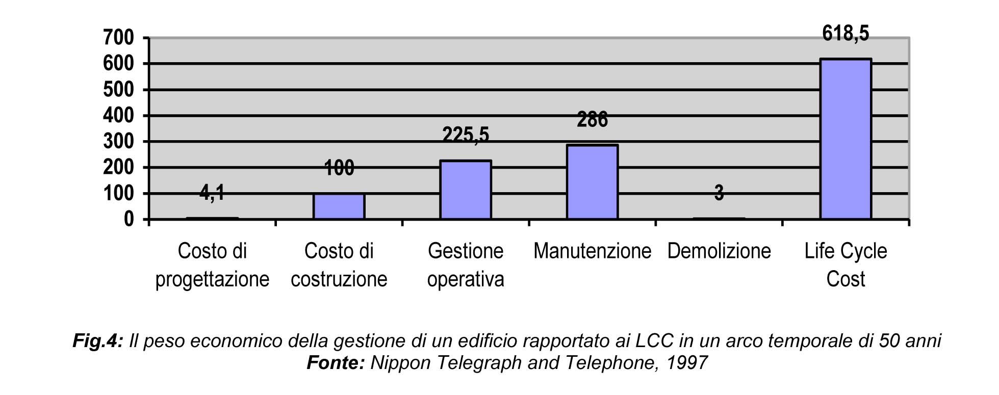 700
600
500
400
300
200
100
0
4,1
100
225,5
286
3
618,5
Costo di
progettazione
Costo di
costruzione
Gestione
operativa
Manutenzione
Demolizione
Life Cycle
Cost
Fig.4: Il peso economico della gestione di un edificio rapportato ai LCC in un arco temporale di 50 anni
Fonte: Nippon Telegraph and Telephone, 1997